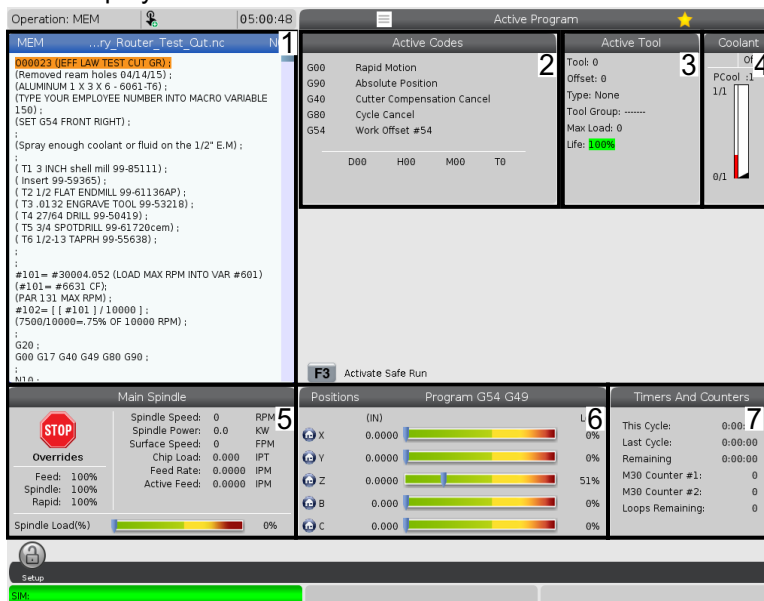 Operation: MEM
05:00:48
Active Program
MEM
...ry_Router_Test_Cut.nc
N
1
O00023 (JEFF LAW TEST CUT GR) ;
(Removed ream holes 04/14/15) ;
(ALUMINUM 1 X 3 X 6 - 6061-T6) ;
(TYPE YOUR EMPLOYEE NUMBER INTO MACRO VARIABLE
150) ;
(SET G54 FRONT RIGHT) ;
;
(Spray enough coolant or fluid on the 1/2" E.M) ;
;
( T1 3 INCH shell mill 99-85111) ;
( Insert 99-59365) ;
( T2 1/2 FLAT ENDMILL 99-61136AP) ;
( T3 .0132 ENGRAVE TOOL 99-53218) ;
( T4 27/64 DRILL 99-50419) ;
( T5 3/4 SPOTDRILL 99-61720cem) ;
( T6 1/2-13 TAPRH 99-55638) ;
;
;
#101= #30004.052 (LOAD MAX RPM INTO VAR #601)
(#101= #6631 CF);
(PAR 131 MAX RPM) ;
#102= [ [ #101 ] / 10000 ] ;
(7500/10000=.75% OF 10000 RPM) ;
;
G20 ;
G00 G17 G40 G49 G80 G90 ;
;
N10 ;
Active Codes
2
G00 Rapid Motion
G90 Absolute Position
G40 Cutter Compensation Cancel
G80 Cycle Cancel
G54 Work Offset #54
D00 H00 M00 T0
Active Tool
3
Tool: 0
Offset: 0
Type: None
Tool Group: -------
Max Load: 0
Life: 100%
Coolant
4
PCool :1
1/1
0/1
F3 Activate Safe Run
Main Spindle
5
STOP
Overrides
Feed: 100%
Spindle: 100%
Rapid: 100%
Spindle Speed: 0 RPM
Spindle Power: 0.0 KW
Surface Speed: 0 FPM
Chip Load: 0.000 IPT
Feed Rate: 0.0000 IPM
Active Feed: 0.0000 IPM
Spindle Load(%) 0%
Positions Program G54 G49
6
(IN)
X 0.0000 0%
Y 0.0000 0%
Z 0.0000 51%
B 0.000 0%
C 0.000 0%
Timers And Counters
7
This Cycle: 0:00:
Last Cycle: 0:00:00
Remaining 0:00:00
M30 Counter #1: 0
M30 Counter #2: 0
Loops Remaining: 0
Setup
SIM: